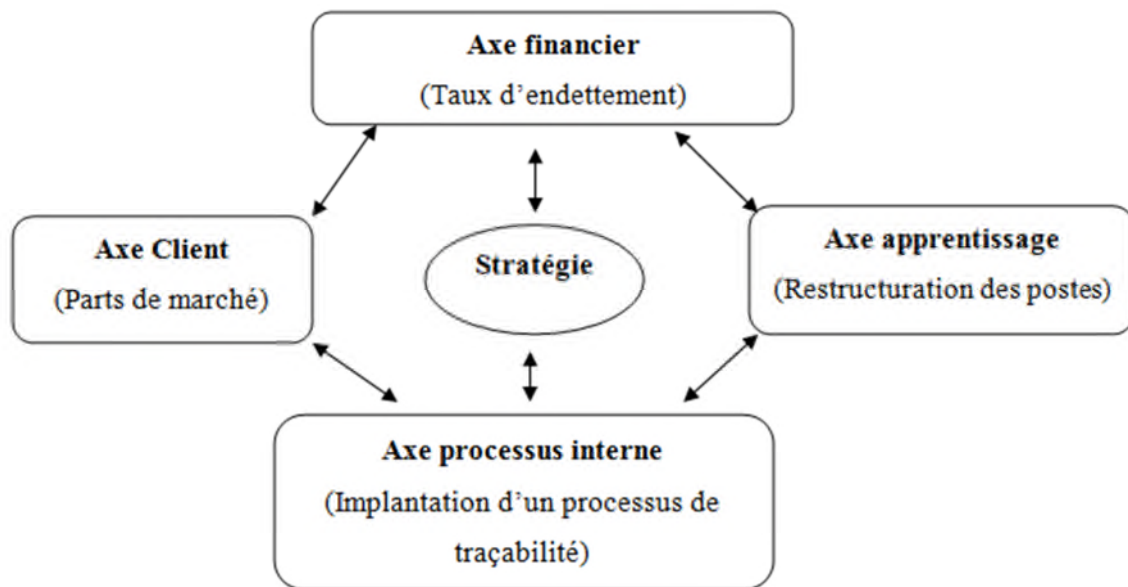 Axe financier
(Taux d’endettement)
Axe Client
(Parts de marché)
Stratégie
Axe apprentissage
(Restructuration des postes)
Axe processus interne
(Implantation d’un processus de
traçabilité)